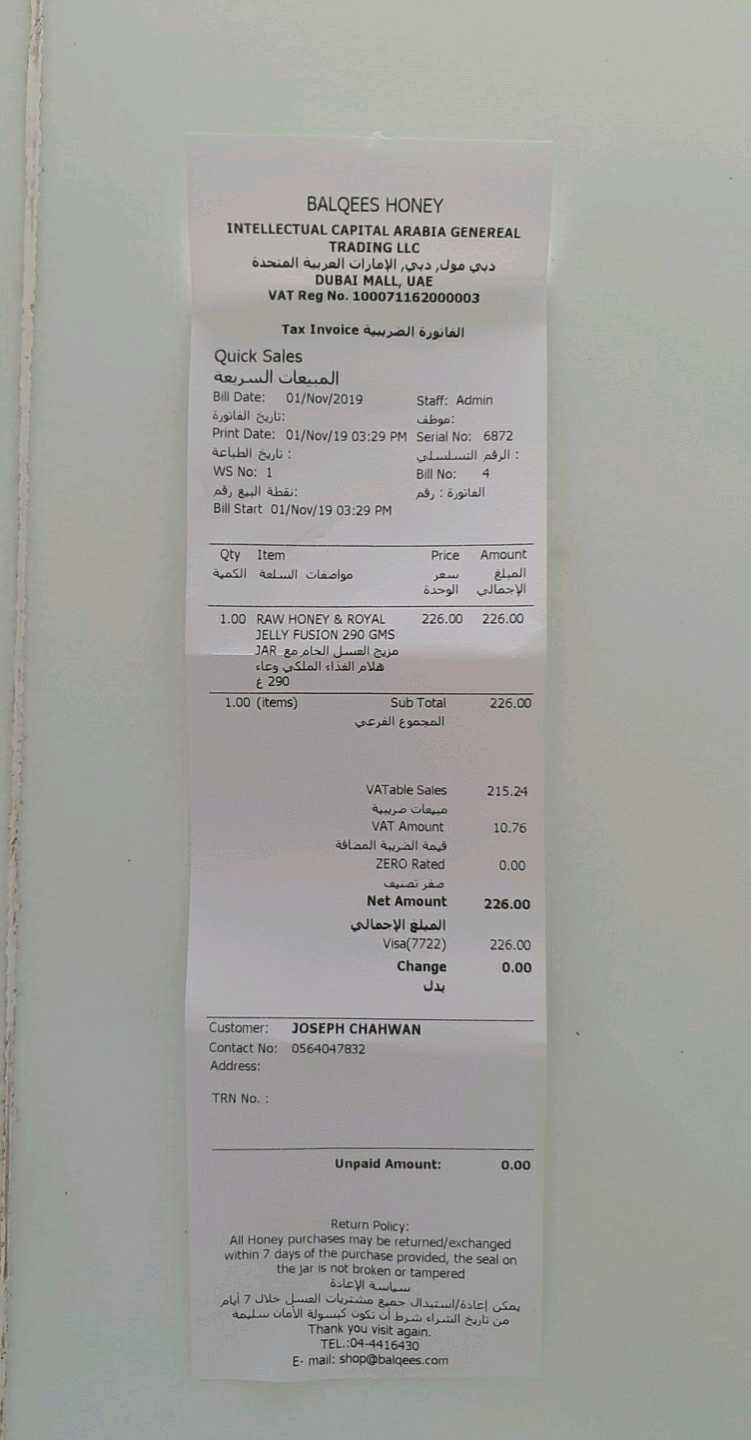 BALQEES HONEY
INTELLECTUAL CAPITAL ARABIA GENEREAL
TRADING LLC
دبي مول, دبي, الإمارات العربية المتحدة
DUBAI MALL, UAE
VAT Reg No. 100071162000003
Tax Invoice الفاتورة الضريبية
Quick Sales
المبيعات السريعة
Bill Date: 01/Nov/2019 Staff: Admin
تاريخ الفاتورة: موظف:
Print Date: 01/Nov/19 03:29 PM Serial No: 6872
تاريخ الطباعة : الرقم التسلسلي :
WS No: 1 Bill No: 4
نقطة البيع رقم: الفاتورة : رقم
Bill Start 01/Nov/19 03:29 PM
Qty Item Price Amount
الكمية مواصفات السلعة سعر المبلغ
الوحدة الإجمالي
1.00 RAW HONEY & ROYAL 226.00 226.00
JELLY FUSION 290 GMS
JAR مزيج العسل الخام مع
هلام الغذاء الملكي وعاء
290 غ
1.00 (items) Sub Total 226.00
المجموع الفرعي
VATable Sales 215.24
مبيعات ضريبية
VAT Amount 10.76
قيمة الضريبة المضافة
ZERO Rated 0.00
صفر تصنيف
Net Amount 226.00
المبلغ الإجمالي
Visa(7722) 226.00
Change 0.00
بدل
Customer: JOSEPH CHAHWAN
Contact No: 0564047832
Address:
TRN No. :
Unpaid Amount: 0.00
Return Policy:
All Honey purchases may be returned/exchanged
within 7 days of the purchase provided, the seal on
the jar is not broken or tampered
سياسة الإعادة
يمكن إعادة/استبدال جميع مشتريات العسل خلال 7 أيام
من تاريخ الشراء شرط أن تكون كبسولة الأمان سليمة
Thank you visit again.
TEL.:04-4416430
E- mail: shop@balqees.com